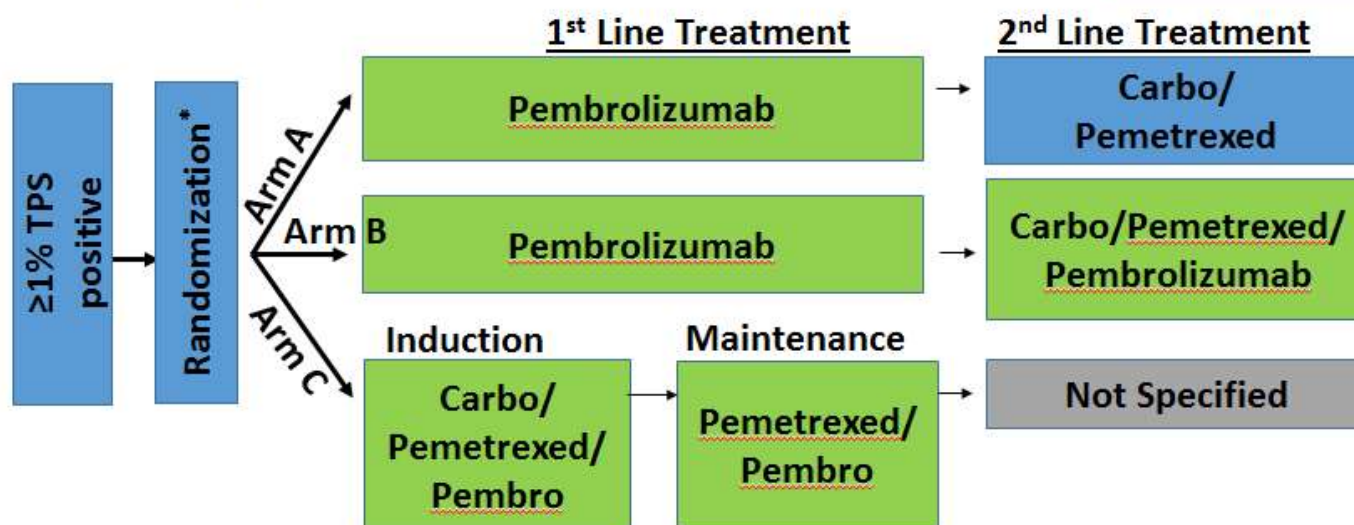 1st Line Treatment
2nd Line Treatment
≥1% TPS
positive
Randomization*
Arm A
Pembrolizumab
Carbo/
Pemetrexed
Arm B
Pembrolizumab
Carbo/Pemetrexed/
Pembrolizumab
Arm C
Induction
Carbo/
Pemetrexed/
Pembro
Maintenance
Pemetrexed/
Pembro
Not Specified